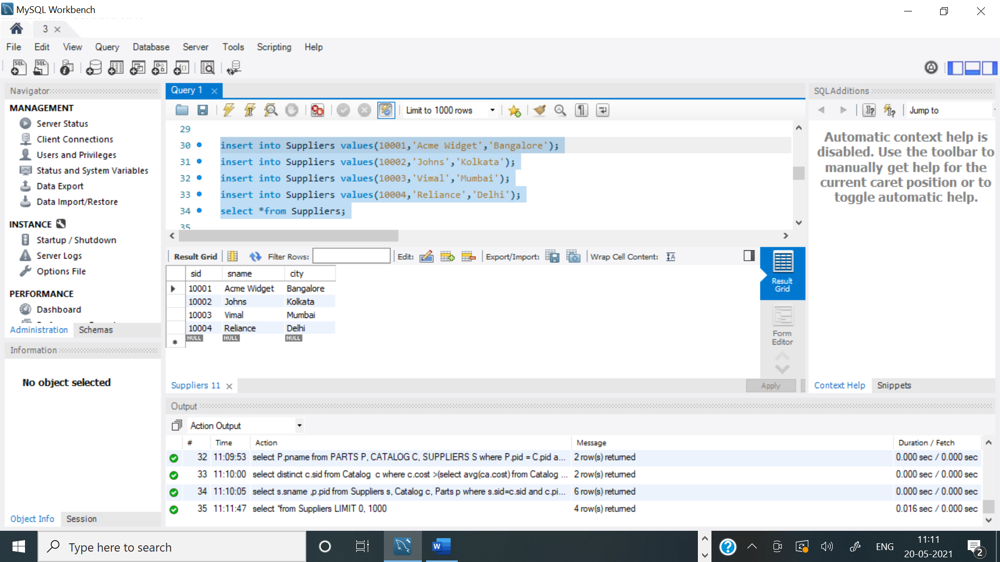 MySQL Workbench
3
File Edit View Query Database Server Tools Scripting Help
Navigator
MANAGEMENT
Server Status
Client Connections
Users and Privileges
Status and System Variables
Data Export
Data Import/Restore
INSTANCE
Startup / Shutdown
Server Logs
Options File
PERFORMANCE
Dashboard
Administration Schemas
Information
No object selected
Object Info Session
Query 1
Limit to 1000 rows
29
30 insert into Suppliers values(10001,'Acme Widget','Bangalore');
31 insert into Suppliers values(10002,'Johns','Kolkata');
32 insert into Suppliers values(10003,'Vimal','Mumbai');
33 insert into Suppliers values(10004,'Reliance','Delhi');
34 select *from Suppliers;
35
Result Grid Filter Rows: Edit: Export/Import: Wrap Cell Content:
sid sname city
10001 Acme Widget Bangalore
10002 Johns Kolkata
10003 Vimal Mumbai
10004 Reliance Delhi
NULL NULL NULL
Result
Grid
Form
Editor
Suppliers 11
Apply
SQLAdditions
Jump to
Automatic context help is
disabled. Use the toolbar to
manually get help for the
current caret position or to
toggle automatic help.
Context Help Snippets
Output
Action Output
# Time Action Message Duration / Fetch
32 11:09:53 select P.pname from PARTS P, CATALOG C, SUPPLIERS S where P.pid = C.pid a... 2 row(s) returned 0.000 sec / 0.000 sec
33 11:10:00 select distinct c.sid from Catalog c where c.cost >(select avg(ca.cost) from Catalog ... 2 row(s) returned 0.000 sec / 0.000 sec
34 11:10:05 select s.sname ,p.pid from Suppliers s, Catalog c, Parts p where s.sid=c.sid and c.pi... 6 row(s) returned 0.000 sec / 0.000 sec
35 11:11:47 select *from Suppliers LIMIT 0, 1000 4 row(s) returned 0.016 sec / 0.000 sec
Type here to search
ENG
11:11
20-05-2021
2